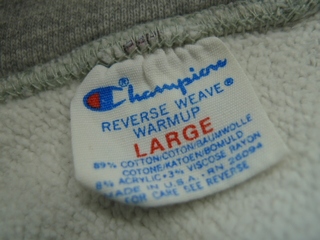 Champion
REVERSE WEAVE®
WARMUP
LARGE
89% COTTON/COTON/BAUMWOLLE
COTONE/KATOEN/BOMULD
8% ACRYLIC • 3% VISCOSE RAYON
MADE IN U.S.A. • RN 26094
FOR CARE SEE REVERSE